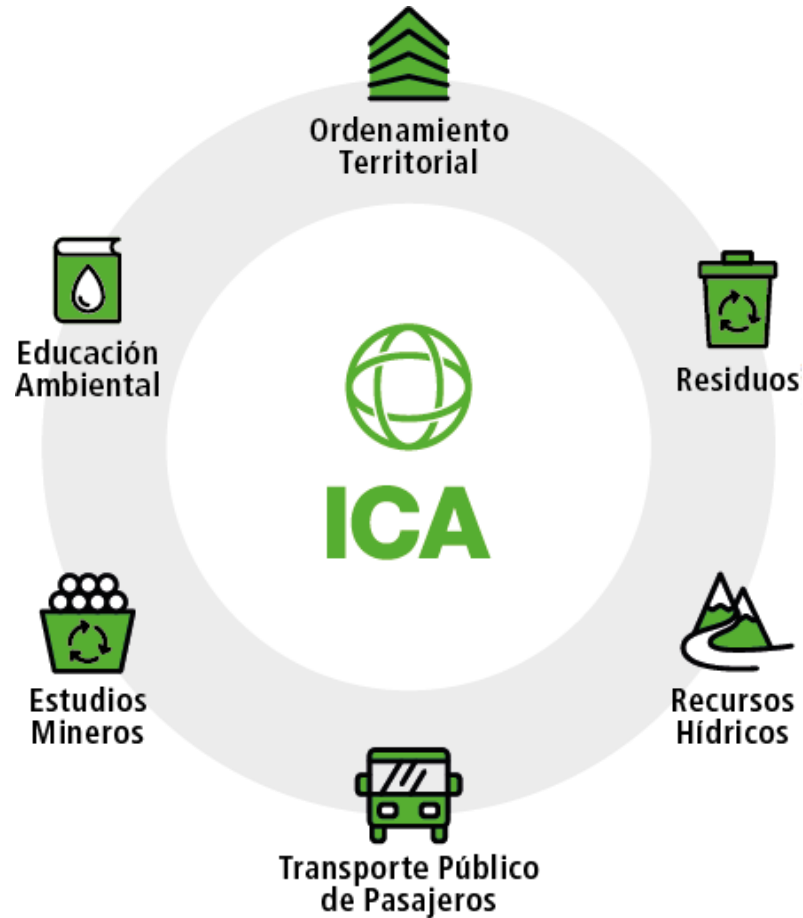 Ordenamiento
Territorial
Educación
Ambiental
Residuos
ICA
Estudios
Mineros
Recursos
Hídricos
Transporte Público
de Pasajeros